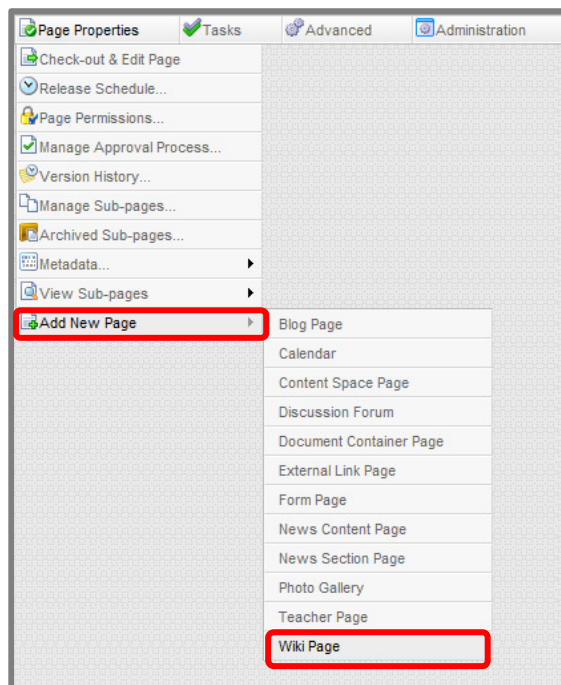 Page Properties Tasks Advanced Administration
Check-out & Edit Page
Release Schedule...
Page Permissions...
Manage Approval Process...
Version History...
Manage Sub-pages...
Archived Sub-pages...
Metadata...
View Sub-pages
Add New Page
Blog Page
Calendar
Content Space Page
Discussion Forum
Document Container Page
External Link Page
Form Page
News Content Page
News Section Page
Photo Gallery
Teacher Page
Wiki Page